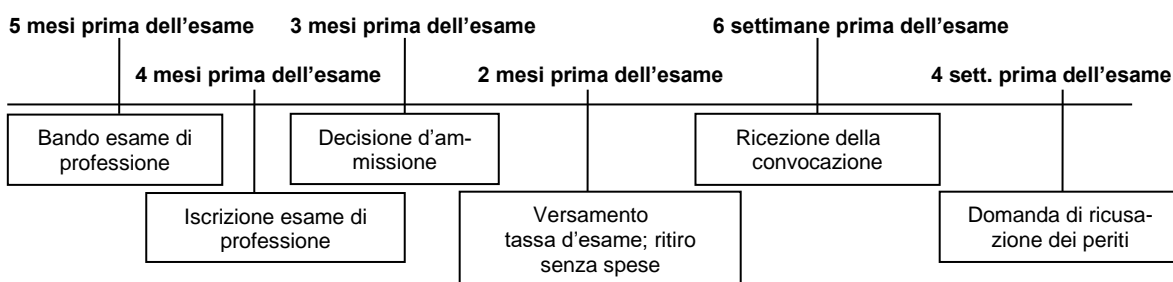 5 mesi prima dell'esame
3 mesi prima dell'esame
6 settimane prima dell'esame
4 mesi prima dell'esame
2 mesi prima dell'esame
4 sett. prima dell'esame
Bando esame di
professione
Decisione d'am-
missione
Ricezione della
convocazione
Iscrizione esame di
professione
Versamento
tassa d'esame; ritiro
senza spese
Domanda di ricusa-
zione dei periti